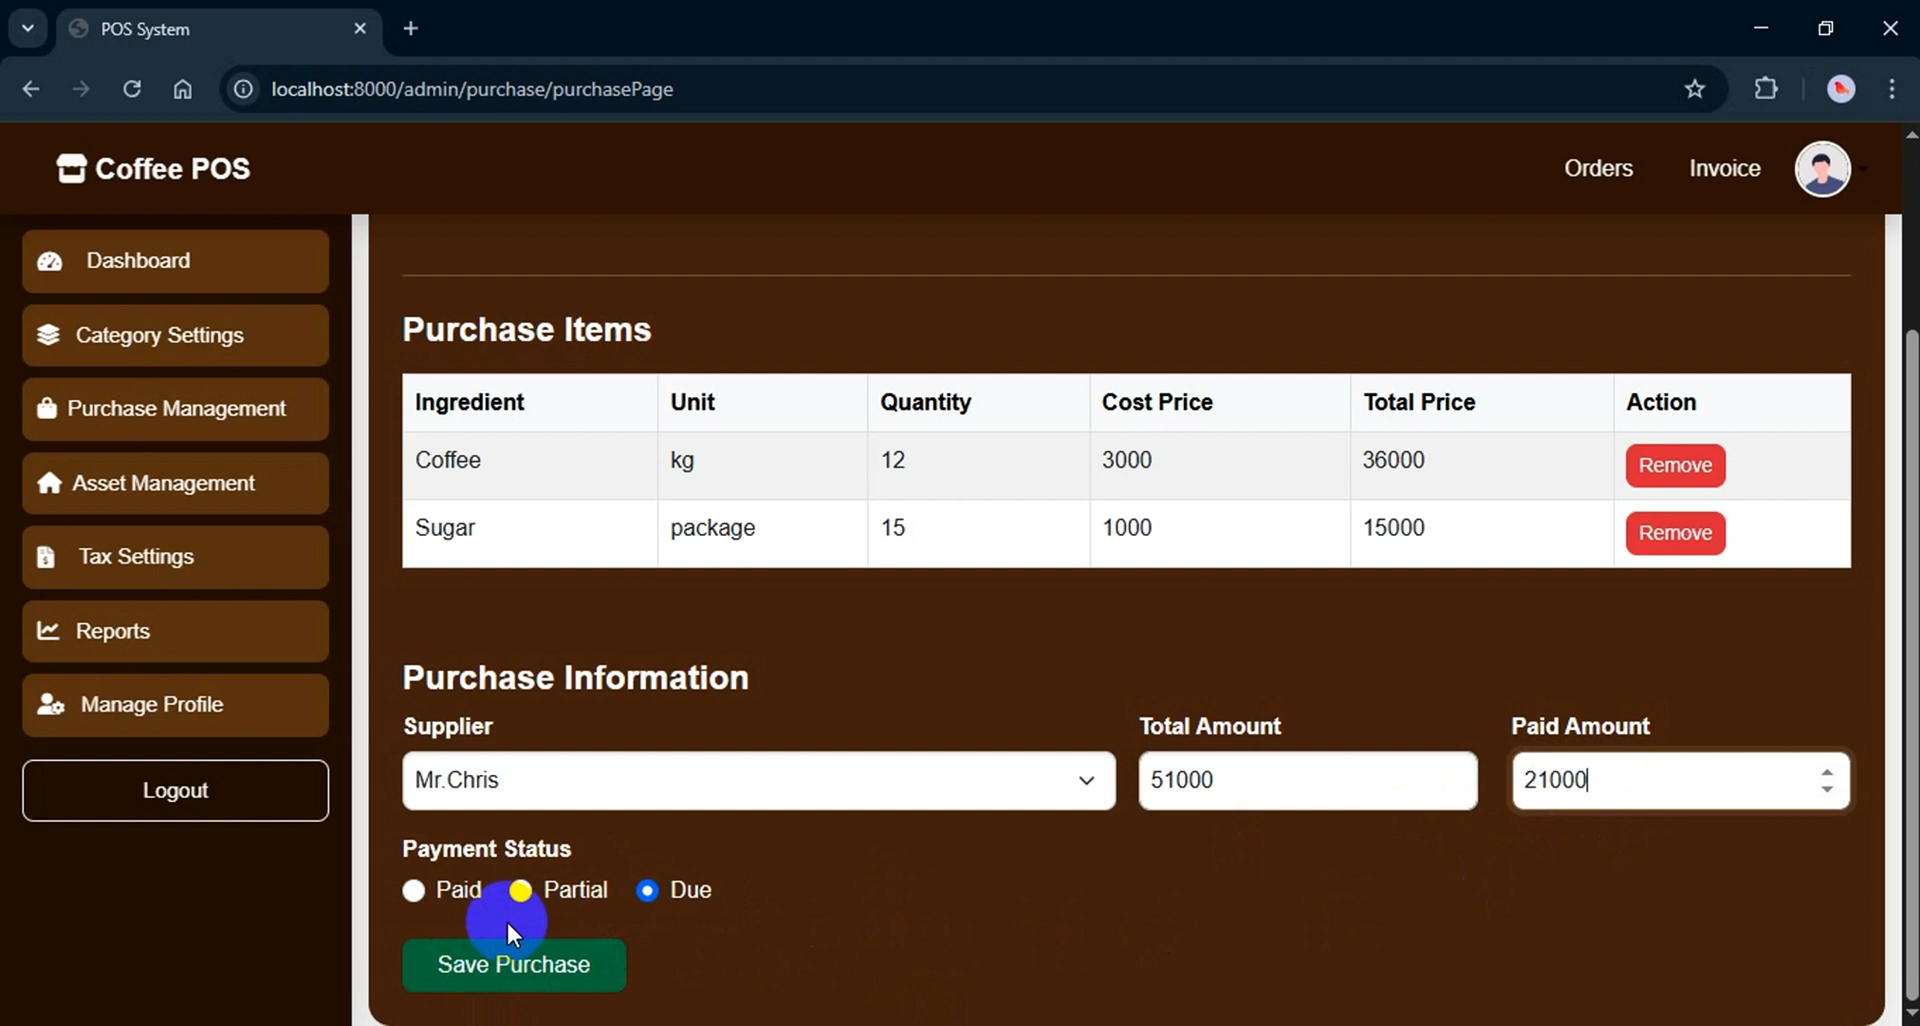 POS System
localhost:8000/admin/purchase/purchasePage
Coffee POS
Orders Invoice
Dashboard
Category Settings
Purchase Management
Asset Management
Tax Settings
Reports
Manage Profile
Logout
Purchase Items
Ingredient Unit Quantity Cost Price Total Price Action
Coffee kg 12 3000 36000 Remove
Sugar package 15 1000 15000 Remove
Purchase Information
Supplier Total Amount Paid Amount
Mr.Chris 51000 21000
Payment Status
Paid Partial Due
Save Purchase